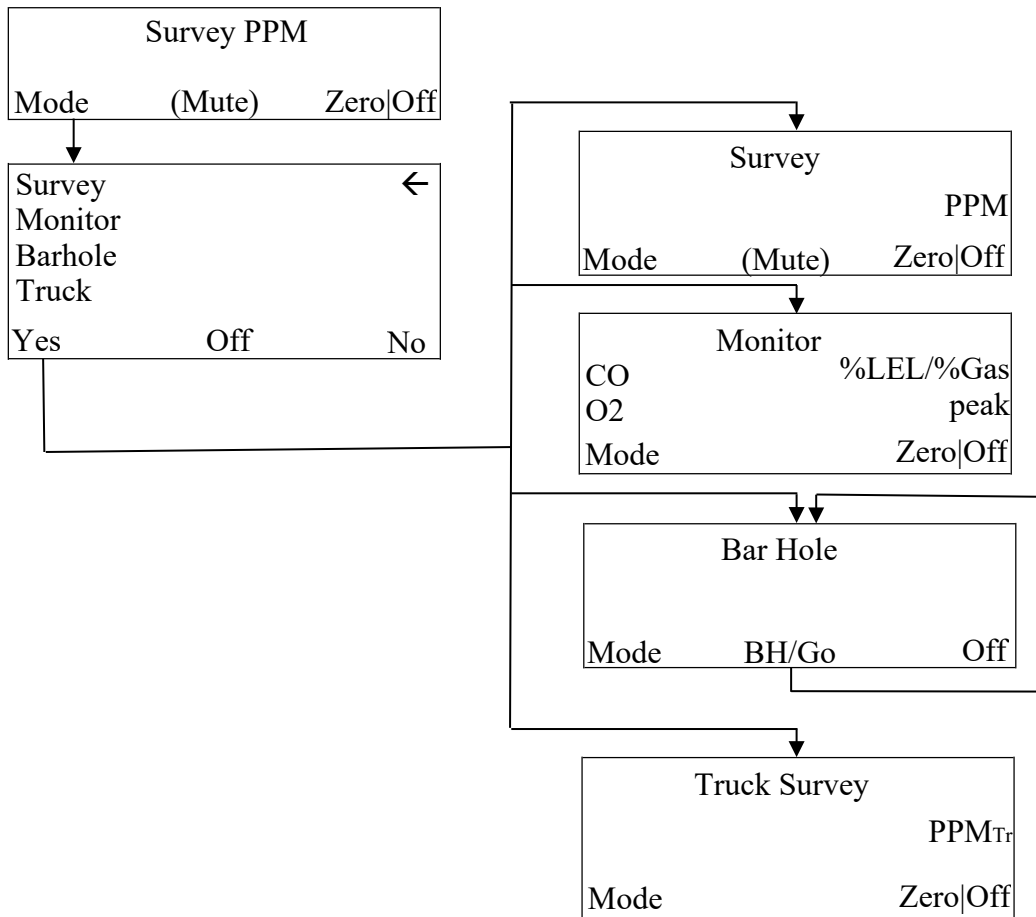 Survey PPM
Mode (Mute) Zero|Off
Survey ←
Monitor
Barhole
Truck
Yes Off No
Survey
PPM
Mode (Mute) Zero|Off
Monitor
%LEL/%Gas
CO
peak
O2
Mode Zero|Off
Bar Hole
Mode BH/Go Off
Truck Survey
PPMTr
Mode Zero|Off